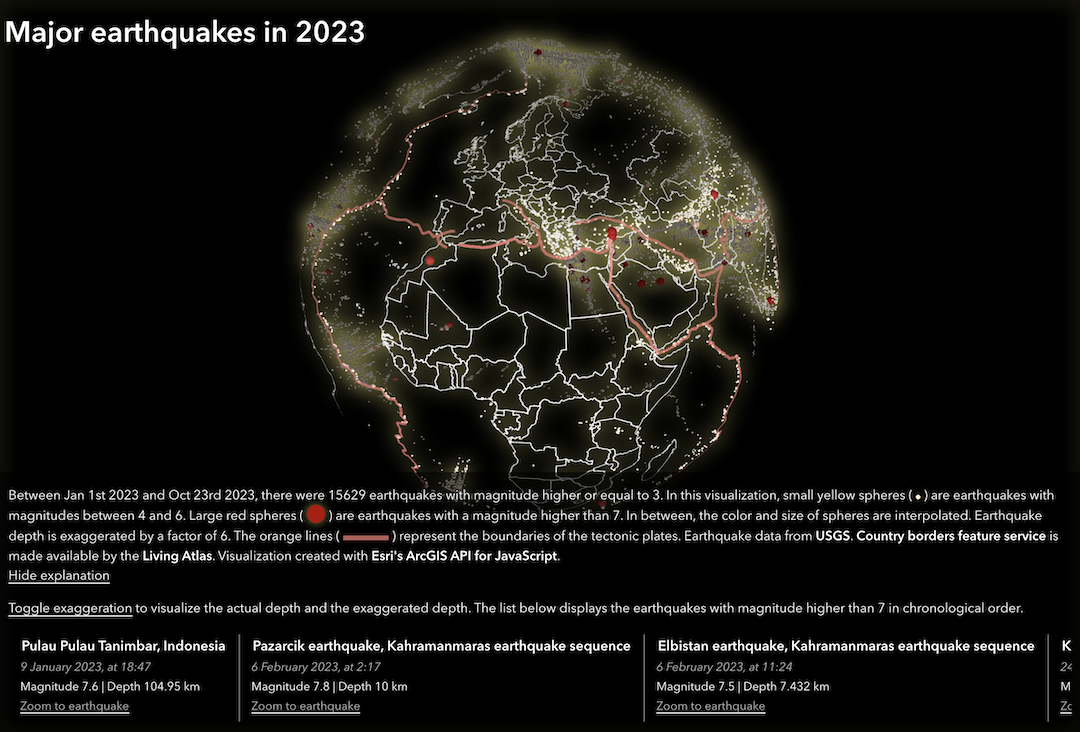 Major earthquakes in 2023
Between Jan 1st 2023 and Oct 23rd 2023, there were 15629 earthquakes with magnitude higher or equal to 3. In this visualization, small yellow spheres ( ) are earthquakes with
magnitudes between 4 and 6. Large red spheres ( ) are earthquakes with a magnitude higher than 7. In between, the color and size of spheres are interpolated. Earthquake
depth is exaggerated by a factor of 6. The orange lines ( ) represent the boundaries of the tectonic plates. Earthquake data from USGS. Country borders feature service is
made available by the Living Atlas. Visualization created with Esri's ArcGIS API for JavaScript.
Hide explanation
Toggle exaggeration to visualize the actual depth and the exaggerated depth. The list below displays the earthquakes with magnitude higher than 7 in chronological order.
Pulau Pulau Tanimbar, Indonesia
9 January 2023, at 18:47
Magnitude 7.6 | Depth 104.95 km
Zoom to earthquake
Pazarcik earthquake, Kahramanmaras earthquake sequence
6 February 2023, at 2:17
Magnitude 7.8 | Depth 10 km
Zoom to earthquake
Elbistan earthquake, Kahramanmaras earthquake sequence
6 February 2023, at 11:24
Magnitude 7.5 | Depth 7.432 km
Zoom to earthquake
K
24
M
Zo